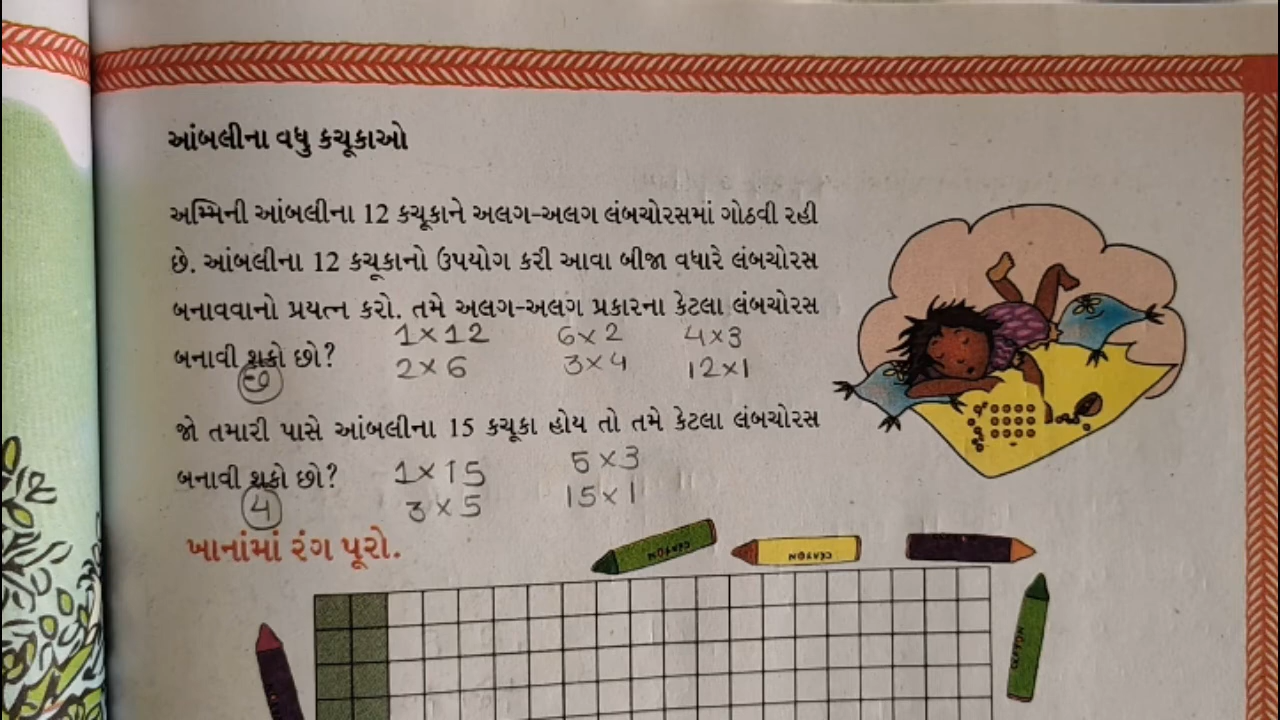 આંબલીના વધુ કચૂકાઓ
અમ્મિની આંબલીના 12 કચૂકાને અલગ-અલગ લંબચોરસમાં ગોઠવી રહી
છે. આંબલીના 12 કચૂકાનો ઉપયોગ કરી આવા બીજા વધારે લંબચોરસ
બનાવવાનો પ્રયત્ન કરો. તમે અલગ-અલગ પ્રકારના કેટલા લંબચોરસ
1×12 6×2 4×3
બનાવી શકો છો? 2×6 3×4 12×1
જો તમારી પાસે આંબલીના 15 કચૂકા હોય તો તમે કેટલા લંબચોરસ
1×15 5×3
બનાવી શકો છો? 3×5 15×1
4
ખાનાંમાં રંગ પૂરો.
CRAYON CRAYON
CRAYON